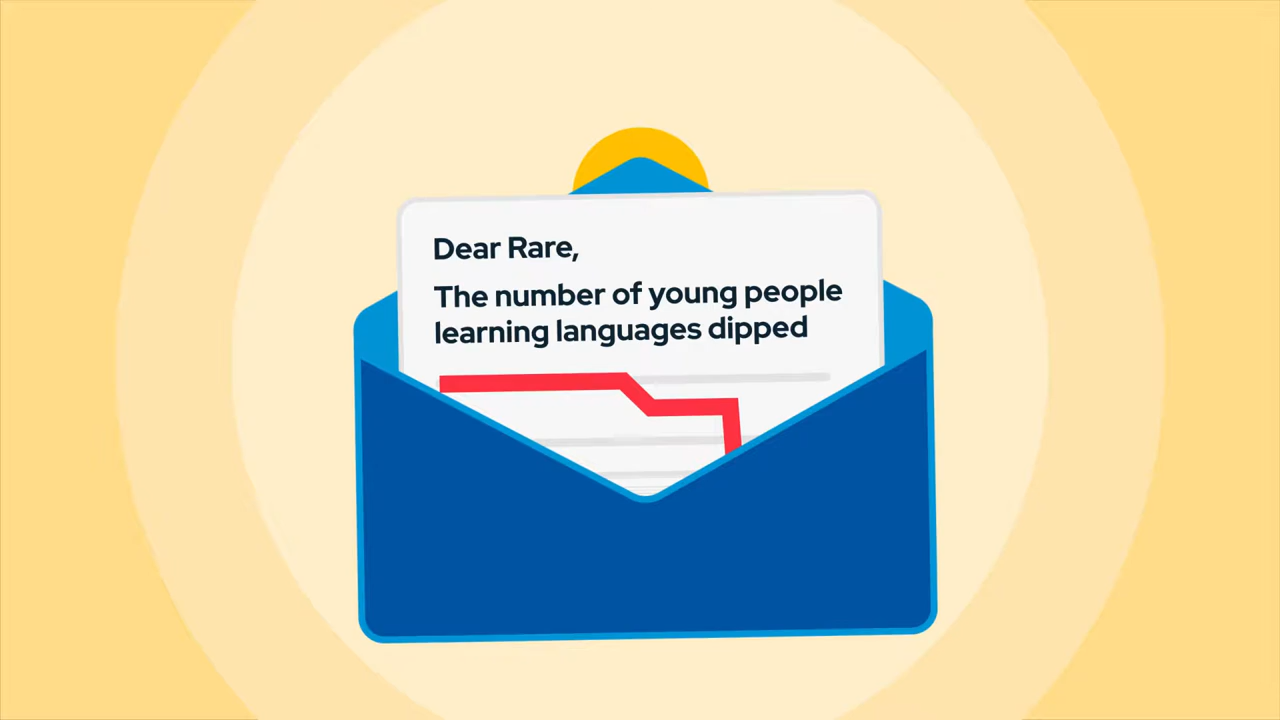 Dear Rare,
The number of young people
learning languages dipped